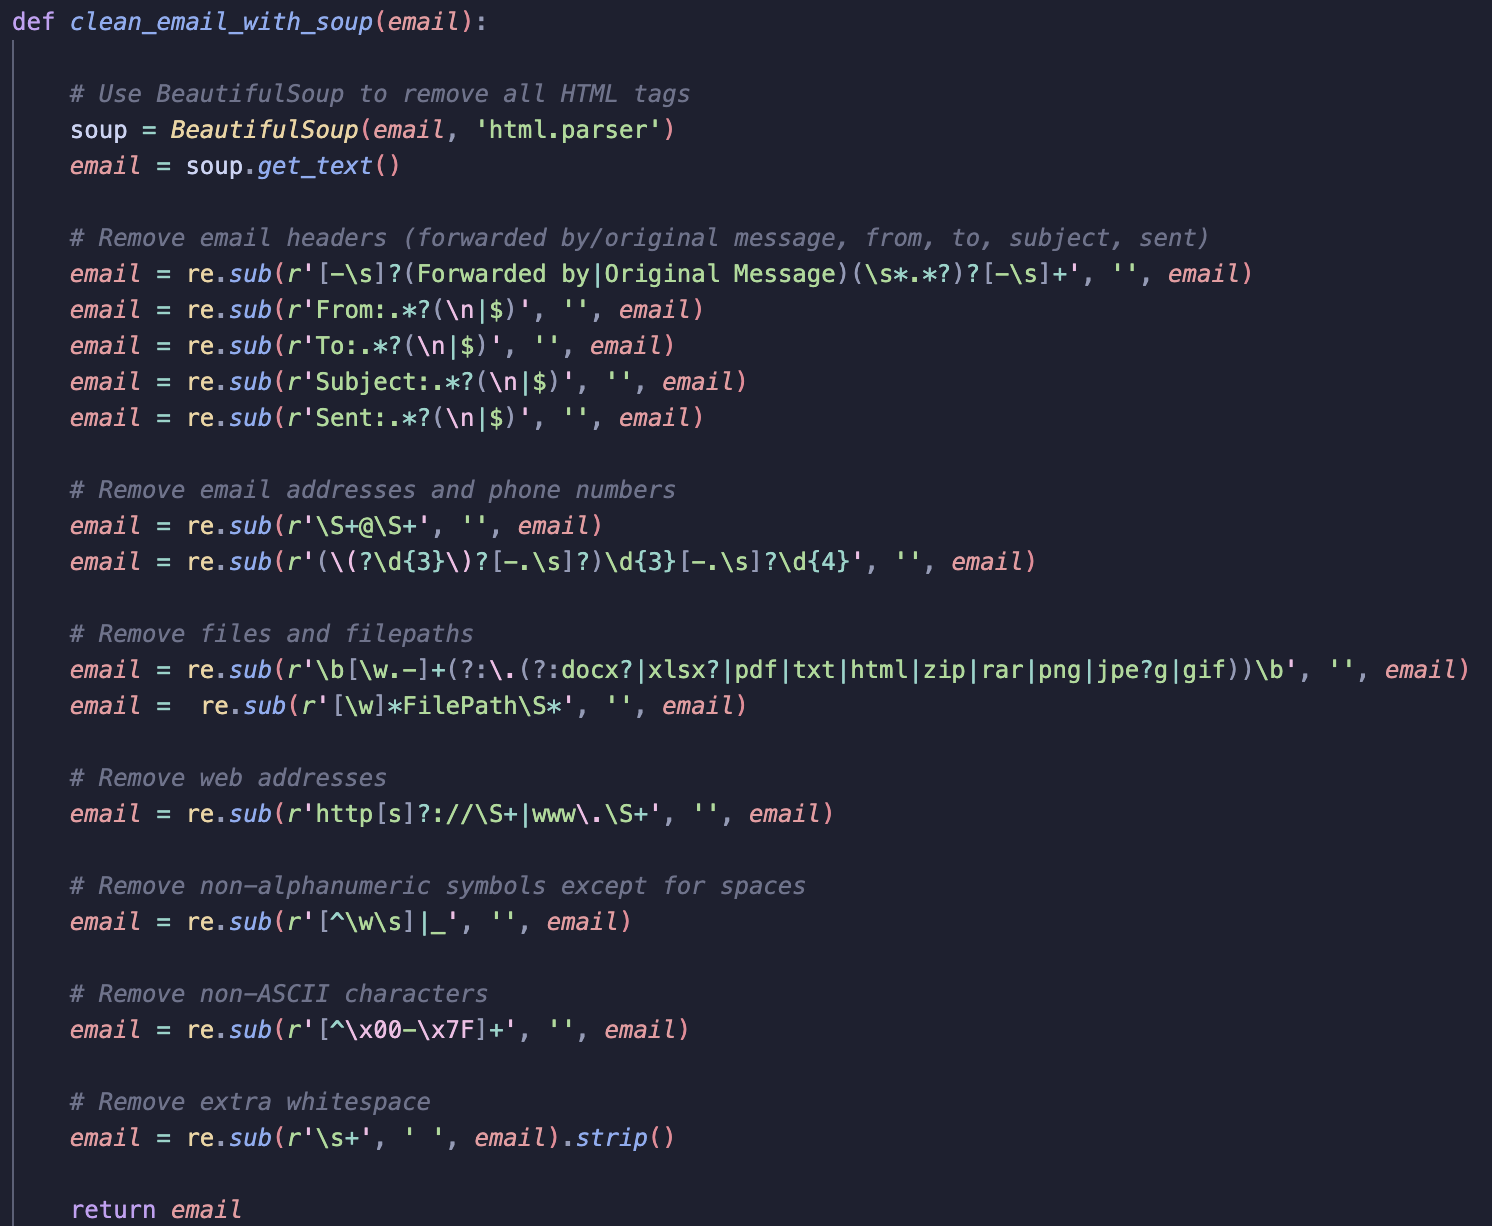 def clean_email_with_soup(email):
# Use BeautifulSoup to remove all HTML tags
soup = BeautifulSoup(email, 'html.parser')
email = soup.get_text()
# Remove email headers (forwarded by/original message, from, to, subject, sent)
email = re.sub(r'[-\s]?(Forwarded by|Original Message)(\s*.*?)?[-\s]+', '', email)
email = re.sub(r'From:.*?(\n|$)', '', email)
email = re.sub(r'To:.*?(\n|$)', '', email)
email = re.sub(r'Subject:.*?(\n|$)', '', email)
email = re.sub(r'Sent:.*?(\n|$)', '', email)
# Remove email addresses and phone numbers
email = re.sub(r'\S+@\S+', '', email)
email = re.sub(r'(\(?\d{3}\)?[-.\s]?)\d{3}[-.\s]?\d{4}', '', email)
# Remove files and filepaths
email = re.sub(r'\b[\w.-]+(?:\.(?:docx?|xlsx?|pdf|txt|html|zip|rar|png|jpe?g|gif))\b', '', email)
email =  re.sub(r'[\w]*FilePath\S*', '', email)
# Remove web addresses
email = re.sub(r'http[s]?://\S+|www\.\S+', '', email)
# Remove non-alphanumeric symbols except for spaces
email = re.sub(r'[^\w\s]|_', '', email)
# Remove non-ASCII characters
email = re.sub(r'[^\x00-\x7F]+', '', email)
# Remove extra whitespace
email = re.sub(r'\s+', ' ', email).strip()
return email